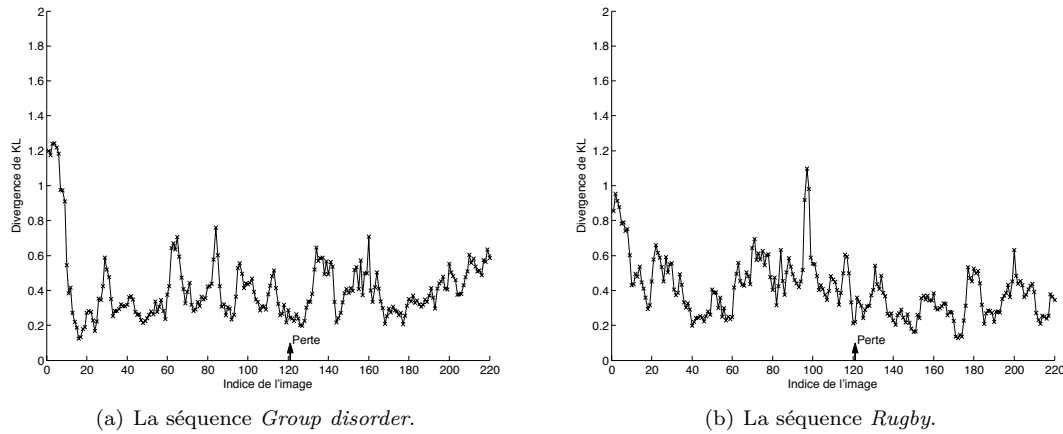 2
1.8
1.6
1.4
1.2
1
0.8
0.6
0.4
0.2
0
Divergence de KL
Perte
0 20 40 60 80 100 120 140 160 180 200 220
Indice de l'image
(a) La séquence Group disorder.
2
1.8
1.6
1.4
1.2
1
0.8
0.6
0.4
0.2
0
Divergence de KL
Perte
0 20 40 60 80 100 120 140 160 180 200 220
Indice de l'image
(b) La séquence Rugby.